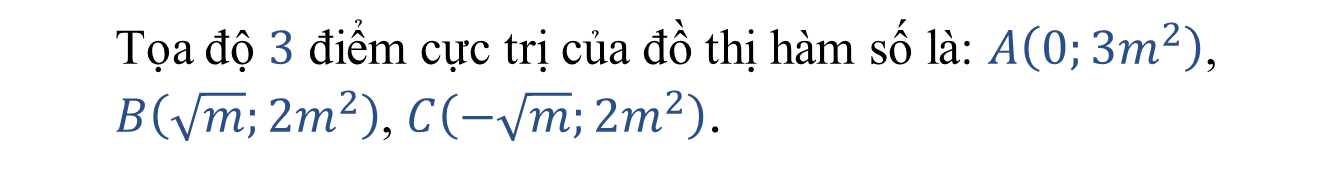 Tọa độ 3 điểm cực trị của đồ thị hàm số là: A(0; 3m²),
B(√m; 2m²), C(−√m; 2m²).